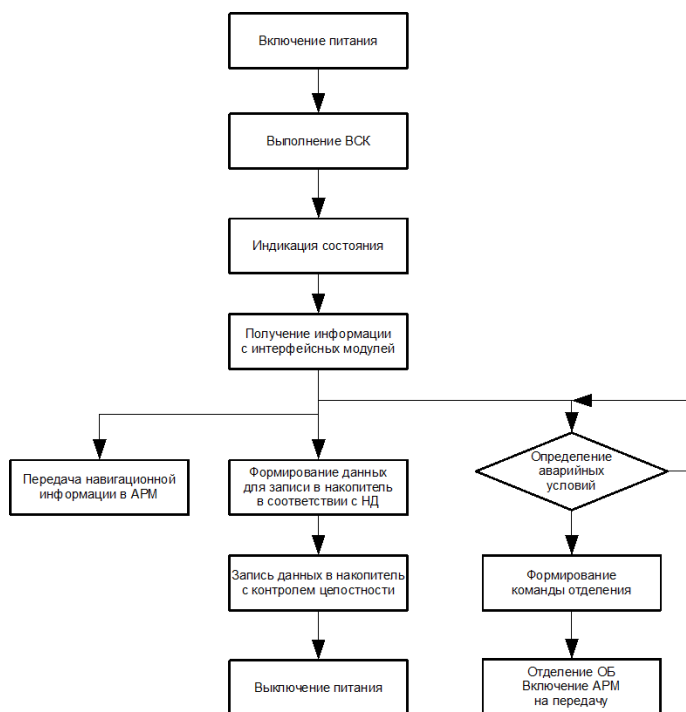 Включение питания
Выполнение ВСК
Индикация состояния
Получение информации
с интерфейсных модулей
Передача навигационной
информации в АРМ
Формирование данных
для записи в накопитель
в соответствии с НД
Определение
аварийных
условий
Запись данных в накопитель
с контролем целостности
Формирование
команды отделения
Выключение питания
Отделение ОБ
Включение АРМ
на передачу